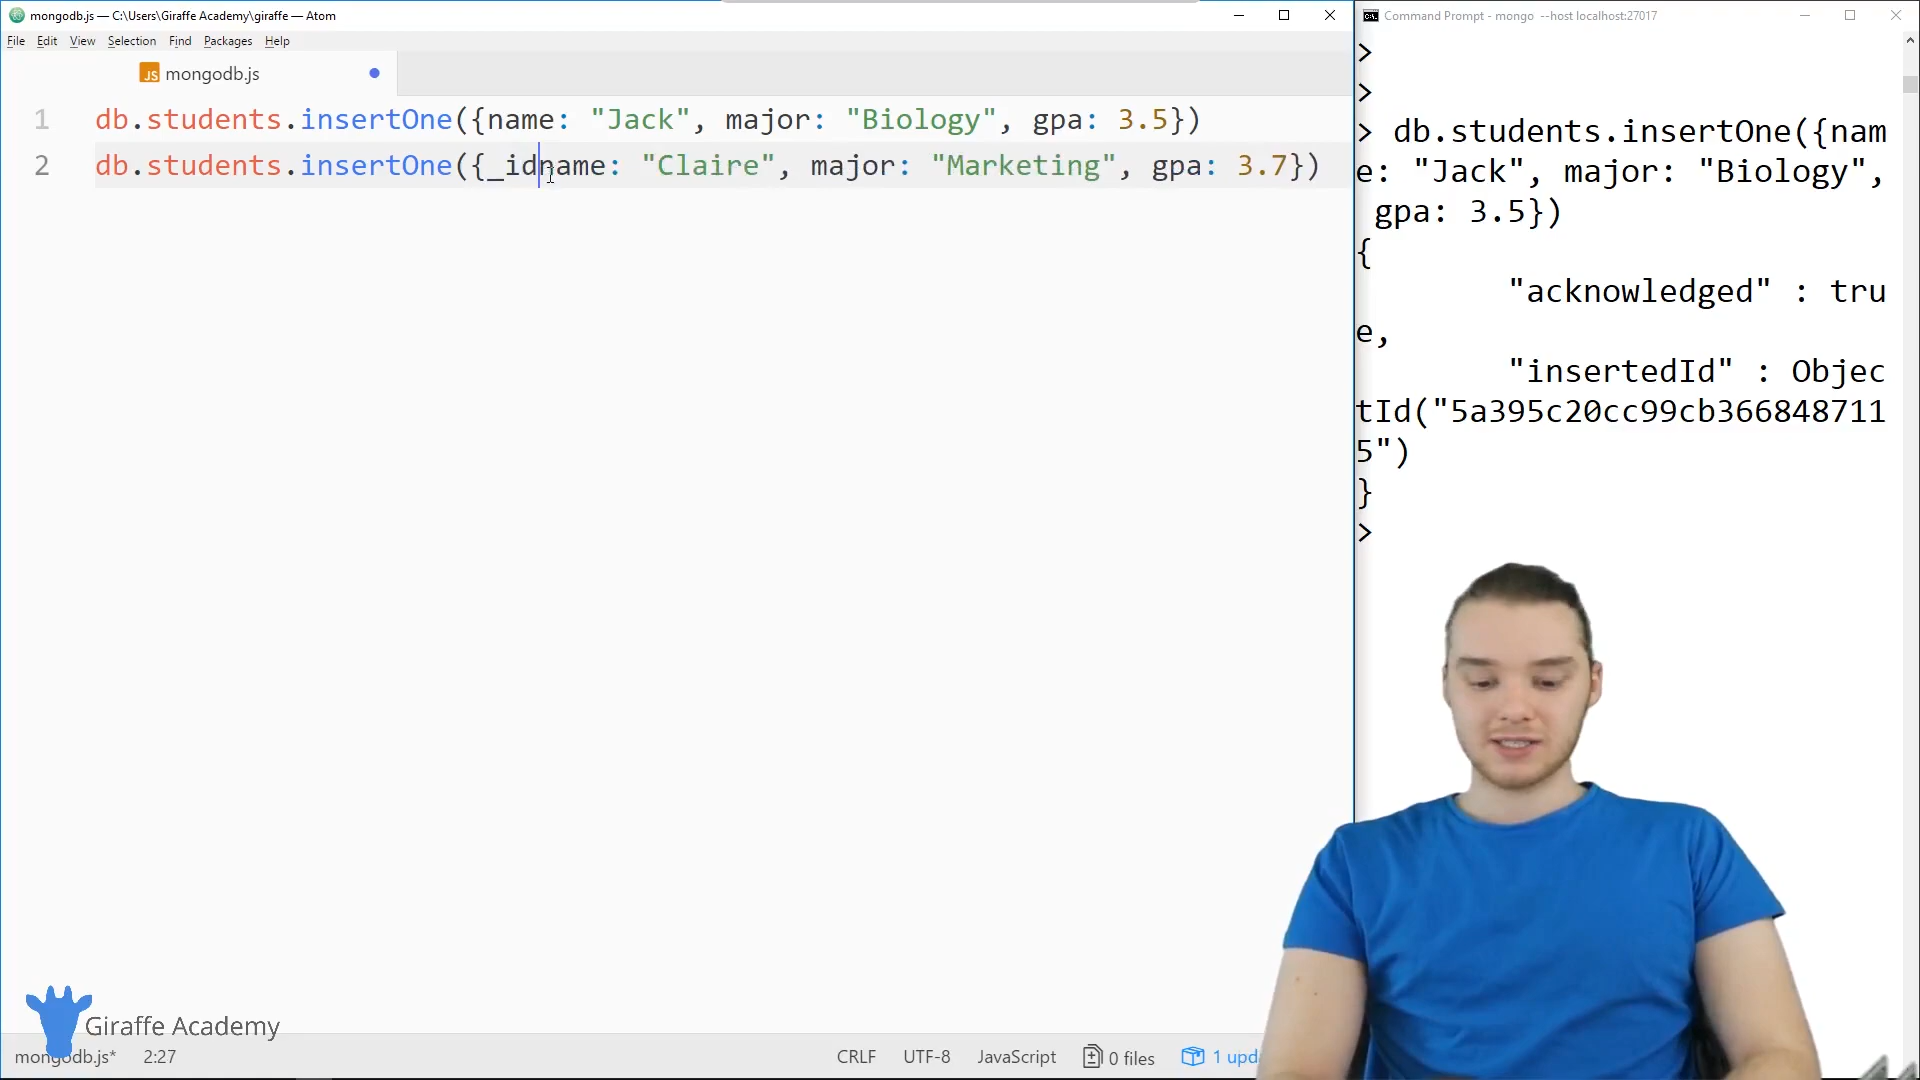 mongodb.js — C:\Users\Giraffe Academy\giraffe — Atom
File Edit View Selection Find Packages Help
JS mongodb.js
1 db.students.insertOne({name: "Jack", major: "Biology", gpa: 3.5})
2 db.students.insertOne({_idname: "Claire", major: "Marketing", gpa: 3.7})
Giraffe Academy
mongodb.js* 2:27 CRLF UTF-8 JavaScript 0 files 1 upd
Command Prompt - mongo --host localhost:27017
>
>
> db.students.insertOne({nam
e: "Jack", major: "Biology",
gpa: 3.5})
{
"acknowledged" : tru
e,
"insertedId" : Objec
tId("5a395c20cc99cb366848711
5")
}
>